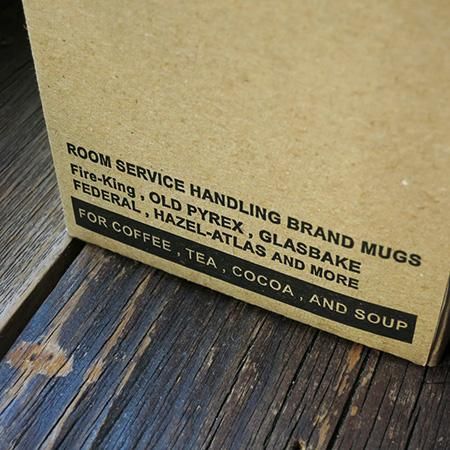 ROOM SERVICE HANDLING BRAND MUGS
Fire-King , OLD PYREX , GLASBAKE
FEDERAL , HAZEL-ATLAS AND MORE
FOR COFFEE , TEA , COCOA , AND SOUP